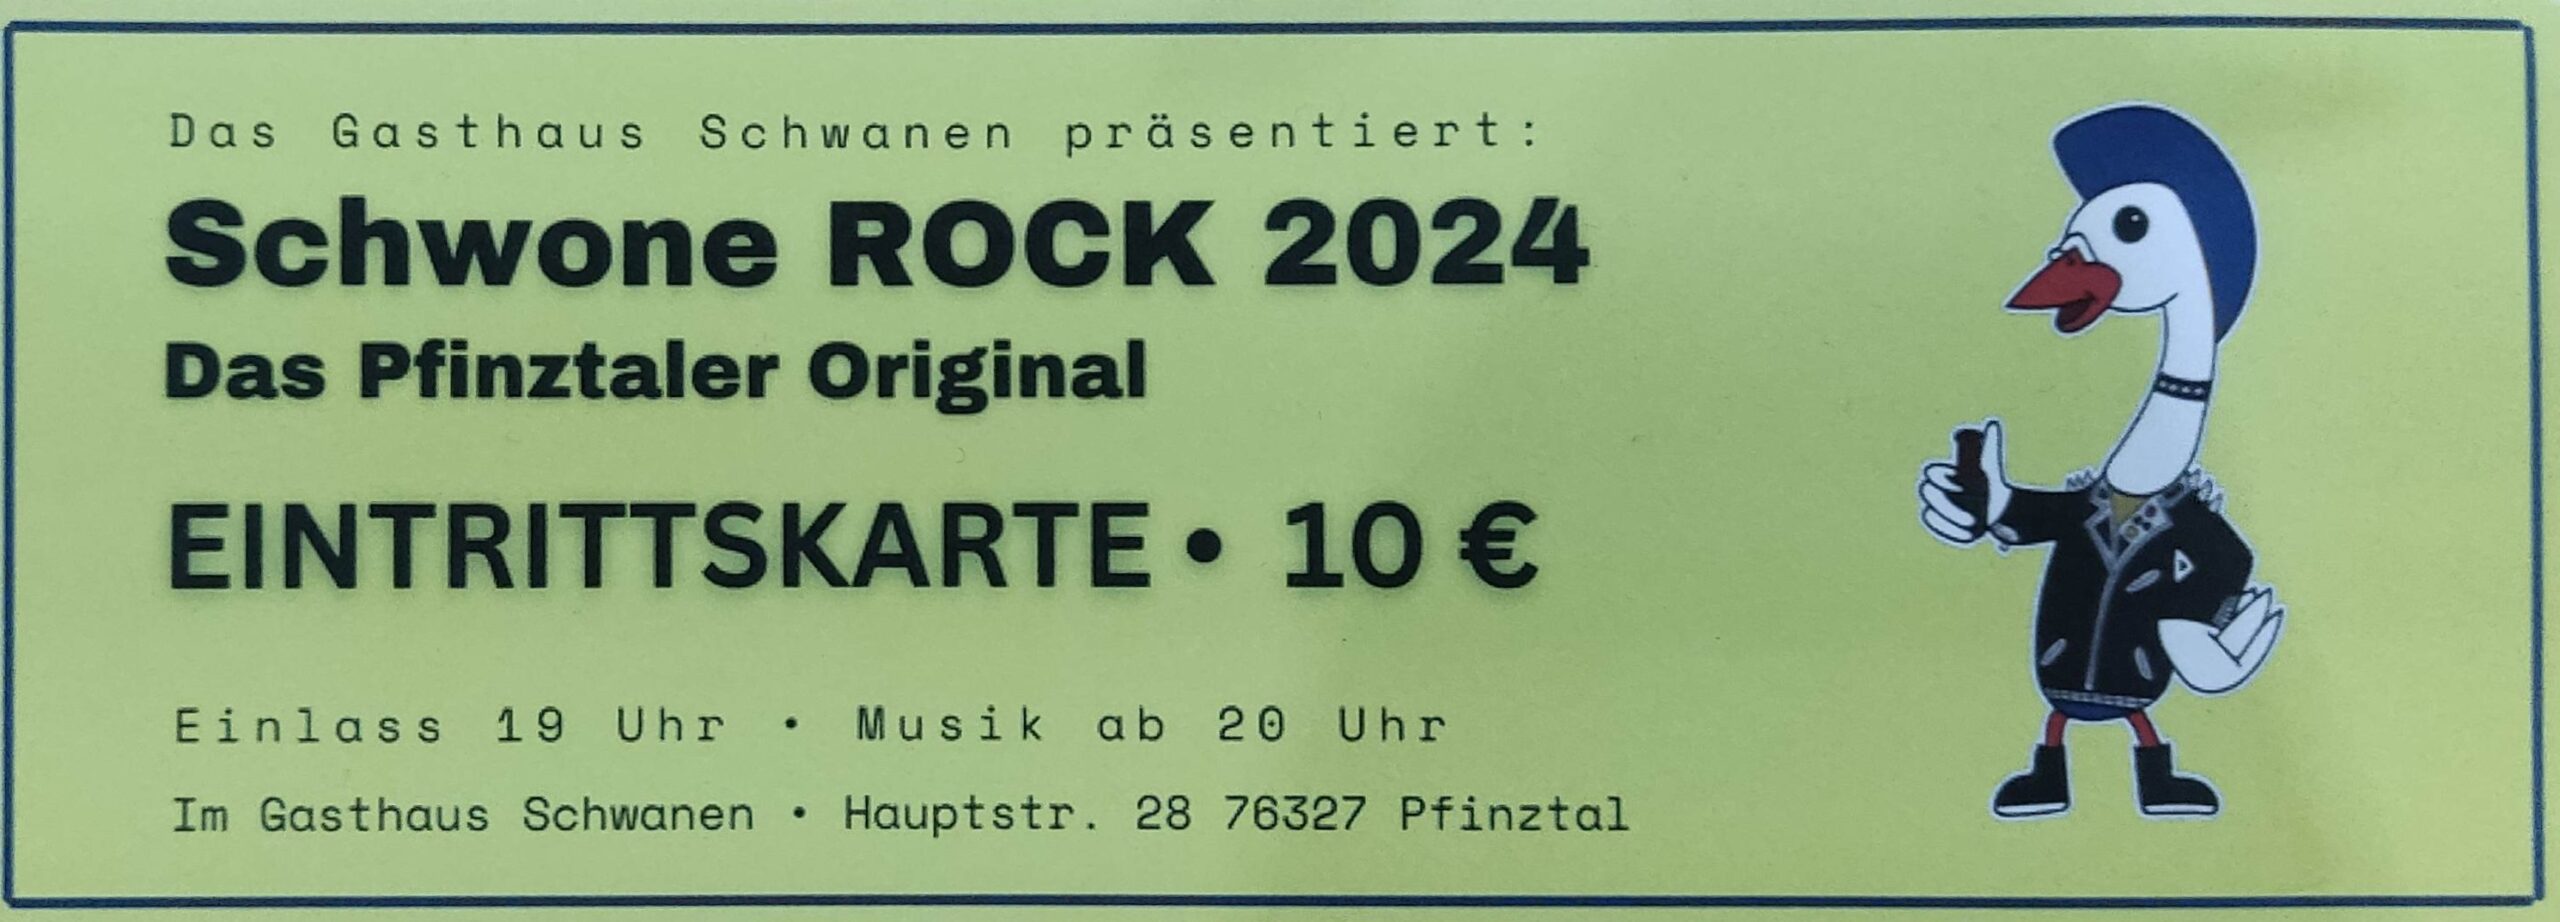 Das Gasthaus Schwanen präsentiert:
Schwone ROCK 2024
Das Pfinztaler Original
EINTRITTSKARTE • 10 €
Einlass 19 Uhr • Musik ab 20 Uhr
Im Gasthaus Schwanen • Hauptstr. 28 76327 Pfinztal